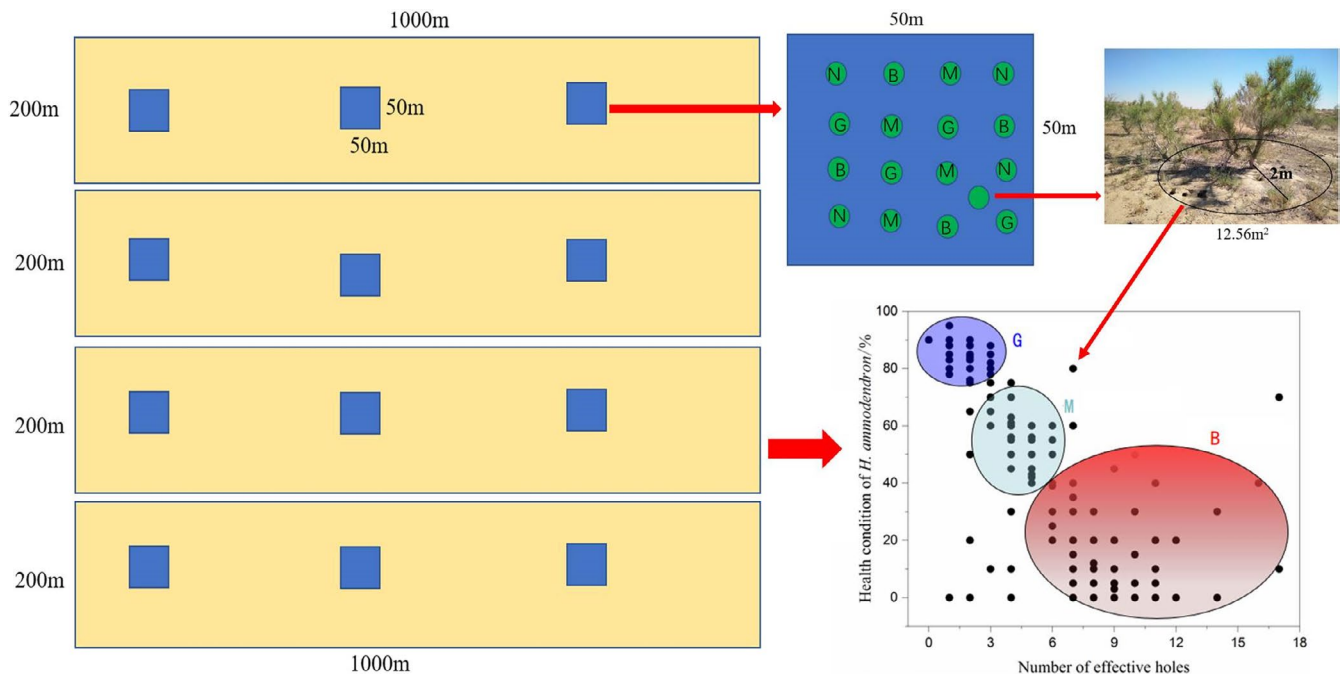 1000m
200m
50m
50m
200m
200m
200m
1000m
50m
N B M N
G M G B
B G M N
N M B G
50m
2m
12.56m²
G
M
B
100
80
60
40
20
0
Health condition of H. ammodendron/%
0 3 6 9 12 15 18
Number of effective holes